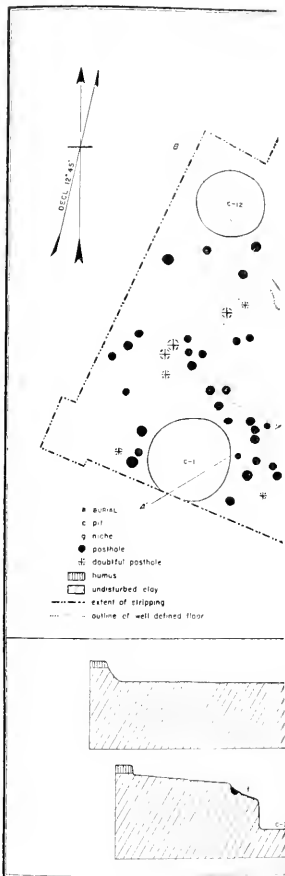 DECL 12° 45'
B
C-12
C-1
A
B BURIAL
C pit
g niche
posthole
doubtful posthole
humus
undisturbed clay
extent of stripping
outline of well defined floor
f